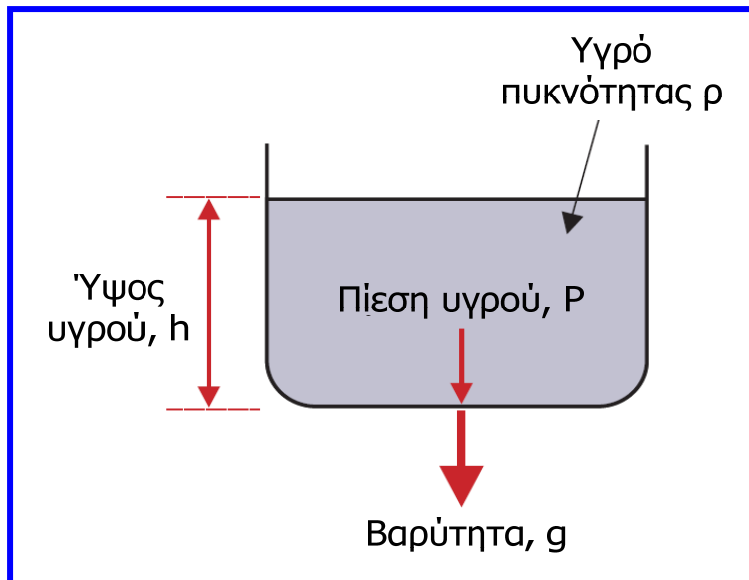 Υγρό
πυκνότητας ρ
Ύψος
υγρού, h
Πίεση υγρού, P
Βαρύτητα, g